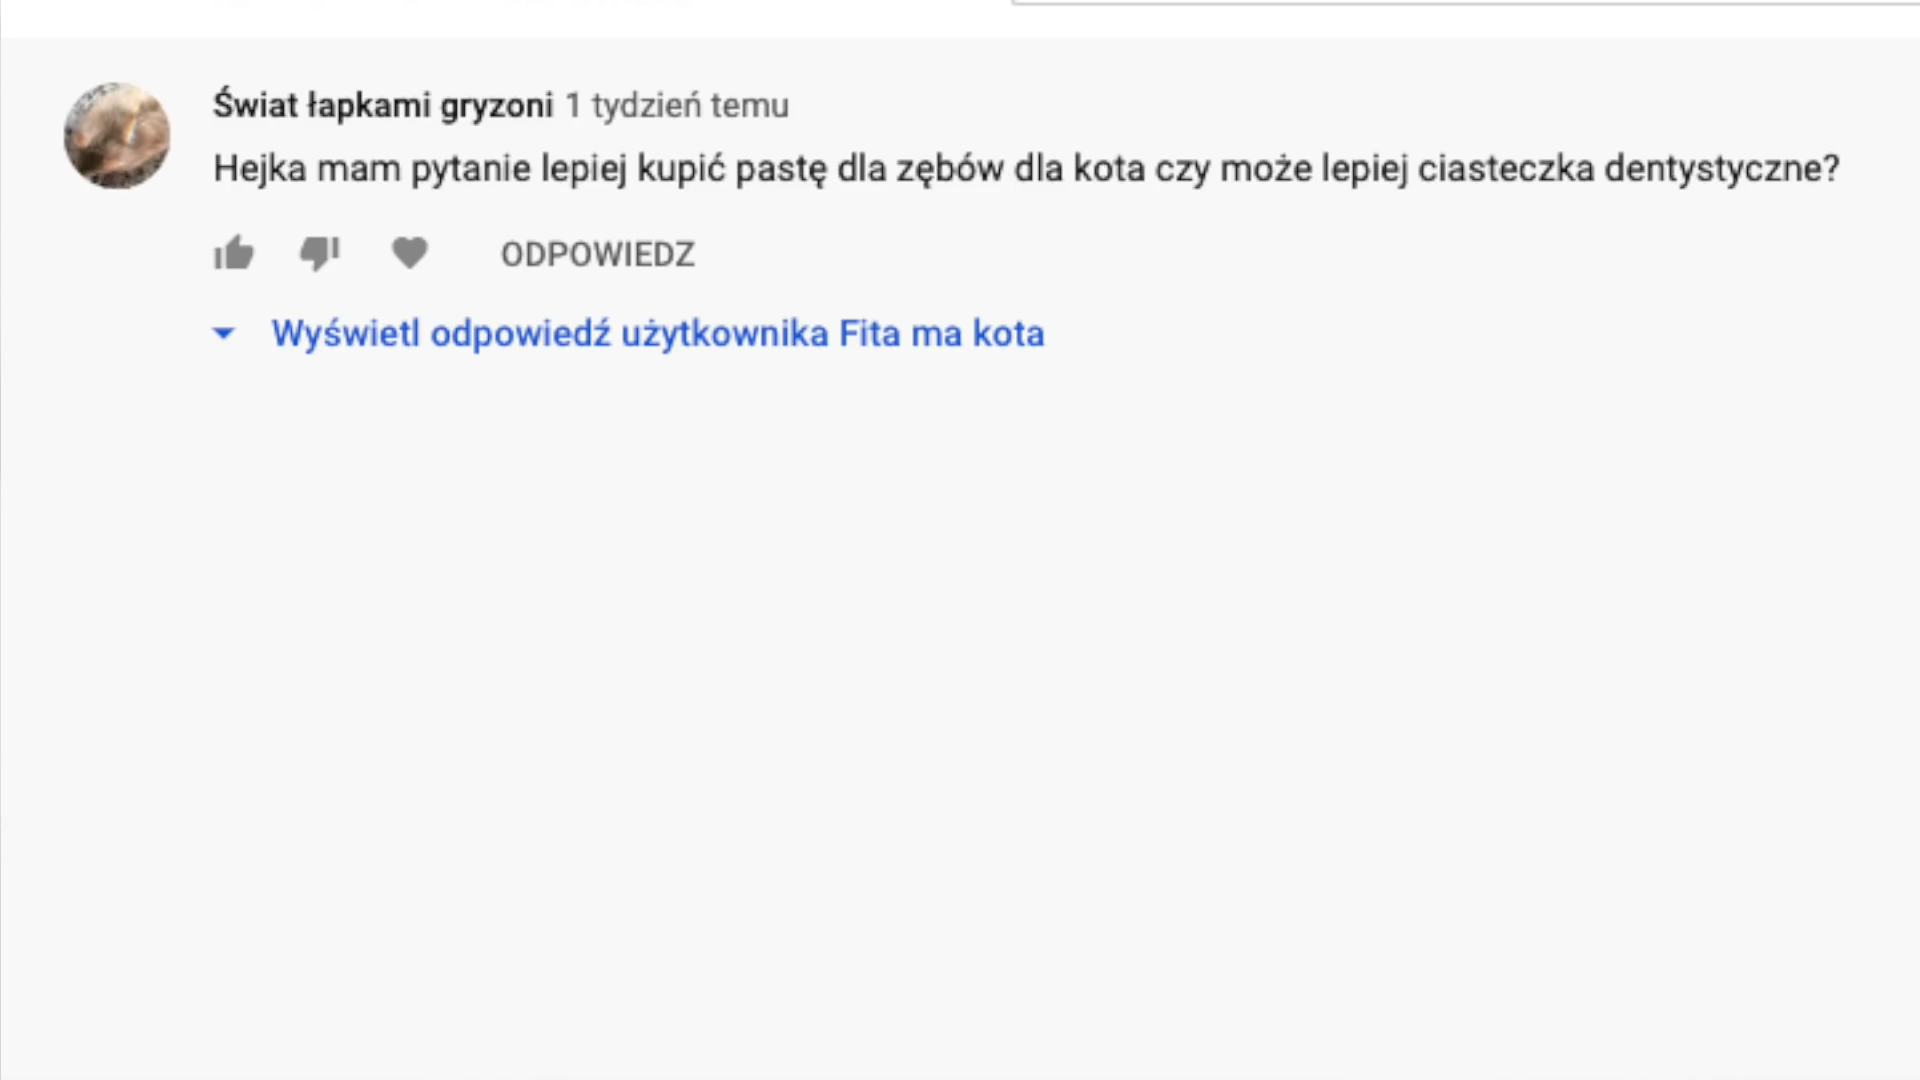 Świat łapkami gryzoni 1 tydzień temu
Hejka mam pytanie lepiej kupić pastę dla zębów dla kota czy może lepiej ciasteczka dentystyczne?
ODPOWIEDZ
Wyświetl odpowiedź użytkownika Fita ma kota